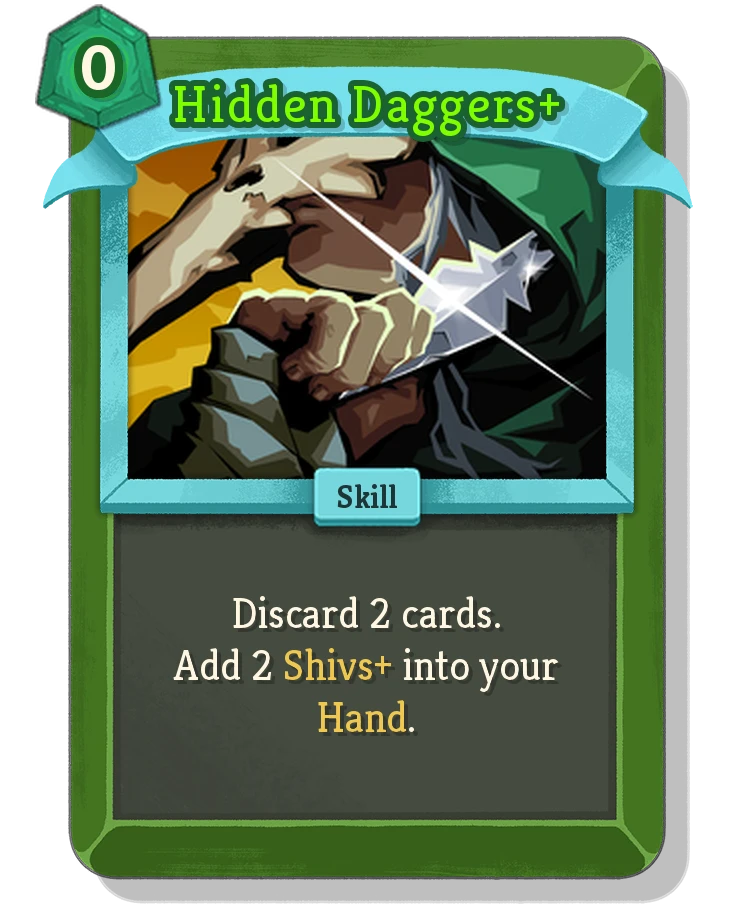 0
Hidden Daggers+
Skill
Discard 2 cards.
Add 2 Shivs+ into your
Hand.